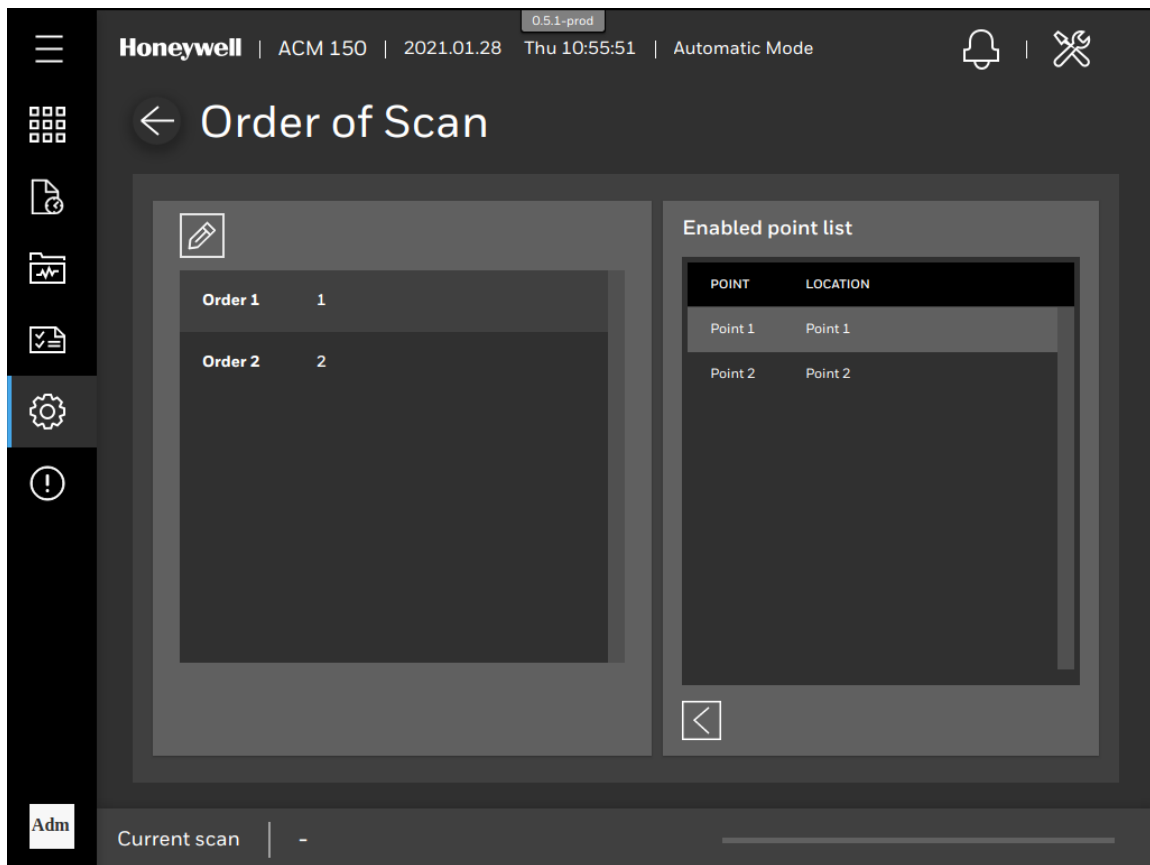 0.5.1-prod
Honeywell | ACM 150 | 2021.01.28 Thu 10:55:51 | Automatic Mode
Order of Scan
Order 1 1
Order 2 2
Enabled point list
POINT LOCATION
Point 1 Point 1
Point 2 Point 2
Adm
Current scan -